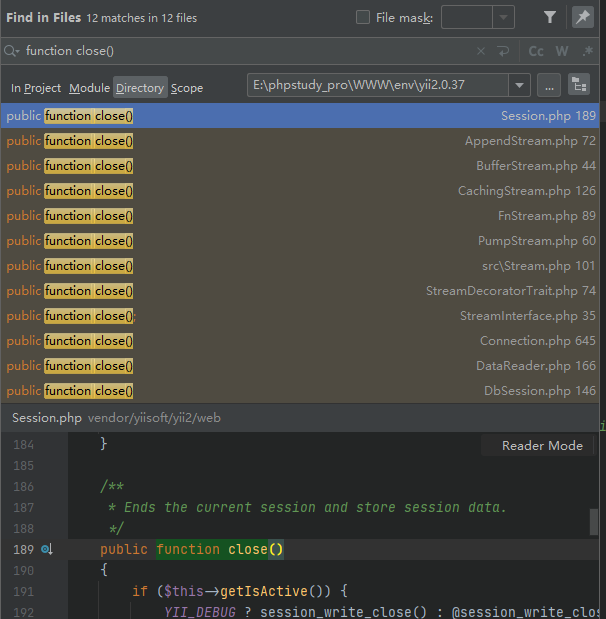 Find in Files 12 matches in 12 files File mask:
function close() Cc W .*
In Project Module Directory Scope E:\phpstudy_pro\WWW\env\yii2.0.37 ...
public function close() Session.php 189
public function close() AppendStream.php 72
public function close() BufferStream.php 44
public function close() CachingStream.php 126
public function close() FnStream.php 89
public function close() PumpStream.php 60
public function close() src\Stream.php 101
public function close() StreamDecoratorTrait.php 74
public function close(); StreamInterface.php 35
public function close() Connection.php 645
public function close() DataReader.php 166
public function close() DbSession.php 146
Session.php vendor/yiisoft/yii2/web
184 } Reader Mode
185
186 /**
187 * Ends the current session and store session data.
188 */
189 public function close()
190 {
191 if ($this->getIsActive()) {
192 YII_DEBUG ? session_write_close() : @session_write_clos